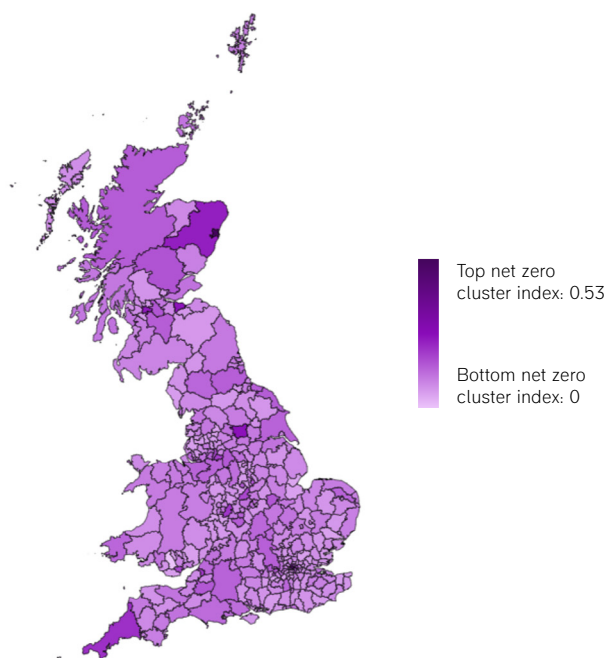 Top net zero
cluster index: 0.53
Bottom net zero
cluster index: 0